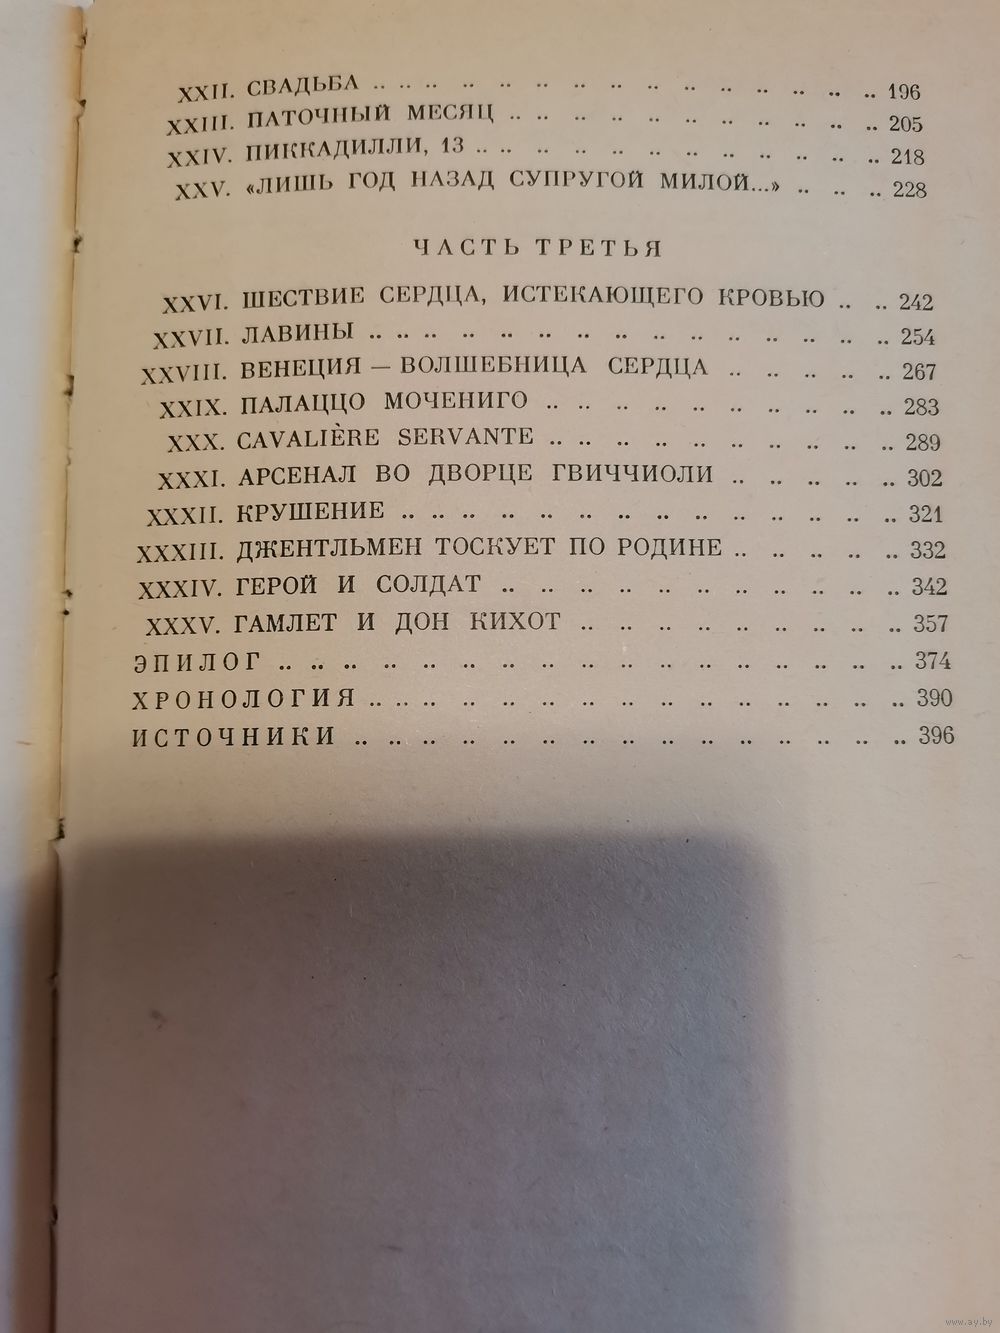 XXII. СВАДЬБА .. .. .. .. .. .. .. .. .. .. .. .. .. .. 196
XXIII. ПАТОЧНЫЙ МЕСЯЦ .. .. .. .. .. .. .. .. .. .. 205
XXIV. ПИККАДИЛЛИ, 13 .. .. .. .. .. .. .. .. .. .. .. 218
XXV. «ЛИШЬ ГОД НАЗАД СУПРУГОЙ МИЛОЙ...» .. .. .. 228
ЧАСТЬ ТРЕТЬЯ
XXVI. ШЕСТВИЕ СЕРДЦА, ИСТЕКАЮЩЕГО КРОВЬЮ .. .. 242
XXVII. ЛАВИНЫ .. .. .. .. .. .. .. .. .. .. .. .. .. .. 254
XXVIII. ВЕНЕЦИЯ — ВОЛШЕБНИЦА СЕРДЦА .. .. .. .. .. 267
XXIX. ПАЛАЦЦО МОЧЕНИГО .. .. .. .. .. .. .. .. .. 283
XXX. CAVALIÈRE SERVANTE .. .. .. .. .. .. .. .. .. 289
XXXI. АРСЕНАЛ ВО ДВОРЦЕ ГВИЧЧИОЛИ .. .. .. .. .. 302
XXXII. КРУШЕНИЕ .. .. .. .. .. .. .. .. .. .. .. .. .. 321
XXXIII. ДЖЕНТЛЬМЕН ТОСКУЕТ ПО РОДИНЕ .. .. .. .. .. 332
XXXIV. ГЕРОЙ И СОЛДАТ .. .. .. .. .. .. .. .. .. .. 342
XXXV. ГАМЛЕТ И ДОН КИХОТ .. .. .. .. .. .. .. .. .. 357
ЭПИЛОГ .. .. .. .. .. .. .. .. .. .. .. .. .. .. .. .. .. 374
ХРОНОЛОГИЯ .. .. .. .. .. .. .. .. .. .. .. .. .. .. .. 390
ИСТОЧНИКИ .. .. .. .. .. .. .. .. .. .. .. .. .. .. .. 396
www.ay.by